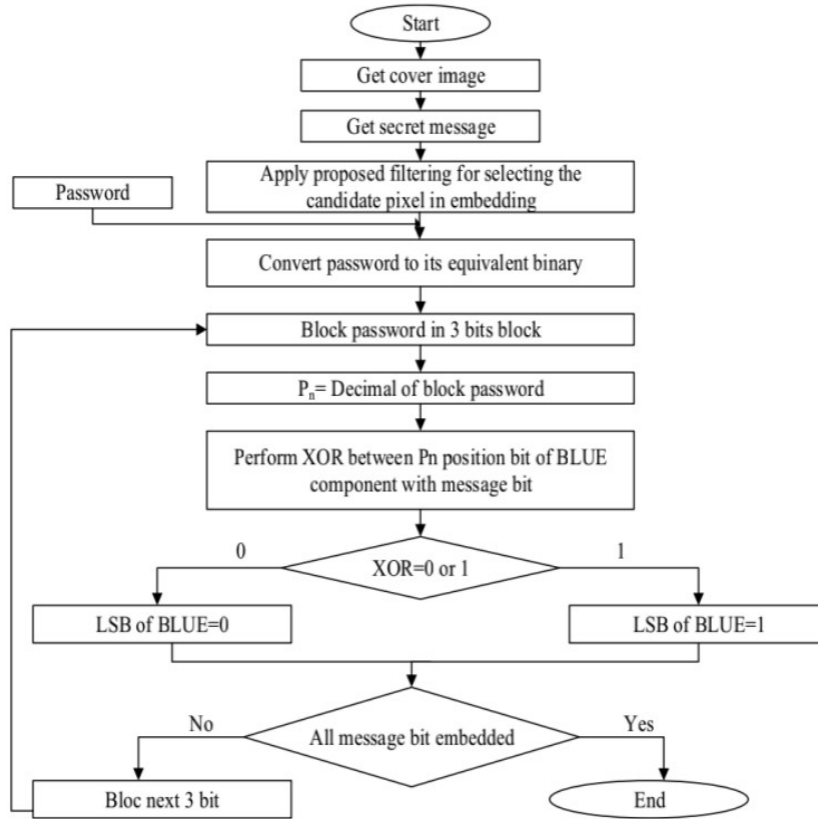 Start
Get cover image
Get secret message
Apply proposed filtering for selecting the
candidate pixel in embedding
Password
Convert password to its equivalent binary
Block password in 3 bits block
Pn= Decimal of block password
Perform XOR between Pn position bit of BLUE
component with message bit
0
XOR=0 or 1
1
LSB of BLUE=0
LSB of BLUE=1
No
All message bit embedded
Yes
Bloc next 3 bit
End